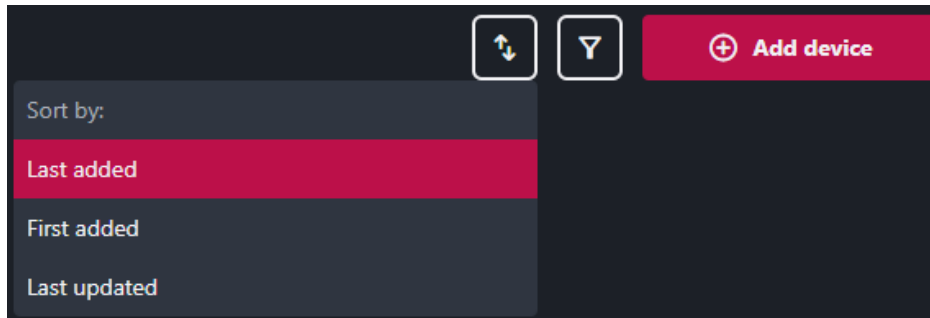 Add device
Sort by:
Last added
First added
Last updated